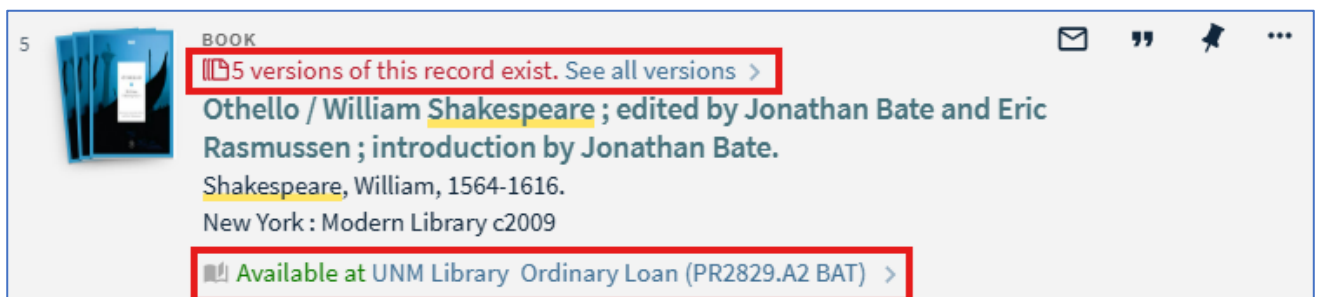 5
BOOK
5 versions of this record exist. See all versions >
Othello / William Shakespeare ; edited by Jonathan Bate and Eric
Rasmussen ; introduction by Jonathan Bate.
Shakespeare, William, 1564-1616.
New York : Modern Library c2009
Available at UNM Library Ordinary Loan (PR2829.A2 BAT) >